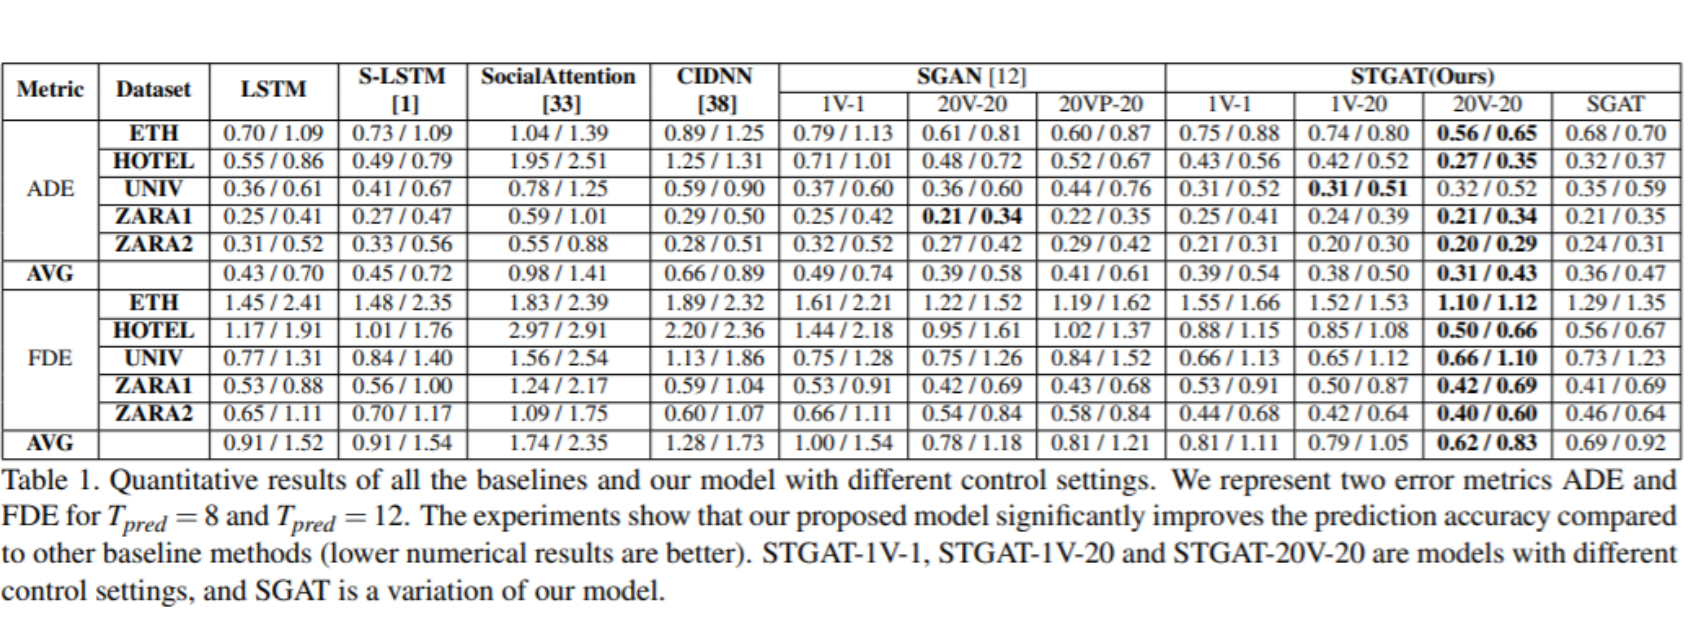 Metric Dataset LSTM S-LSTM [1] SocialAttention [33] CIDNN [38] SGAN [12] STGAT(Ours)
1V-1 20V-20 20VP-20 1V-1 1V-20 20V-20 SGAT
ADE ETH 0.70 / 1.09 0.73 / 1.09 1.04 / 1.39 0.89 / 1.25 0.79 / 1.13 0.61 / 0.81 0.60 / 0.87 0.75 / 0.88 0.74 / 0.80 0.56 / 0.65 0.68 / 0.70
HOTEL 0.55 / 0.86 0.49 / 0.79 1.95 / 2.51 1.25 / 1.31 0.71 / 1.01 0.48 / 0.72 0.52 / 0.67 0.43 / 0.56 0.42 / 0.52 0.27 / 0.35 0.32 / 0.37
UNIV 0.36 / 0.61 0.41 / 0.67 0.78 / 1.25 0.59 / 0.90 0.37 / 0.60 0.36 / 0.60 0.44 / 0.76 0.31 / 0.52 0.31 / 0.51 0.32 / 0.52 0.35 / 0.59
ZARA1 0.25 / 0.41 0.27 / 0.47 0.59 / 1.01 0.29 / 0.50 0.25 / 0.42 0.21 / 0.34 0.22 / 0.35 0.25 / 0.41 0.24 / 0.39 0.21 / 0.34 0.21 / 0.35
ZARA2 0.31 / 0.52 0.33 / 0.56 0.55 / 0.88 0.28 / 0.51 0.32 / 0.52 0.27 / 0.42 0.29 / 0.42 0.21 / 0.31 0.20 / 0.30 0.20 / 0.29 0.24 / 0.31
AVG 0.43 / 0.70 0.45 / 0.72 0.98 / 1.41 0.66 / 0.89 0.49 / 0.74 0.39 / 0.58 0.41 / 0.61 0.39 / 0.54 0.38 / 0.50 0.31 / 0.43 0.36 / 0.47
FDE ETH 1.45 / 2.41 1.48 / 2.35 1.83 / 2.39 1.89 / 2.32 1.61 / 2.21 1.22 / 1.52 1.19 / 1.62 1.55 / 1.66 1.52 / 1.53 1.10 / 1.12 1.29 / 1.35
HOTEL 1.17 / 1.91 1.01 / 1.76 2.97 / 2.91 2.20 / 2.36 1.44 / 2.18 0.95 / 1.61 1.02 / 1.37 0.88 / 1.15 0.85 / 1.08 0.50 / 0.66 0.56 / 0.67
UNIV 0.77 / 1.31 0.84 / 1.40 1.56 / 2.54 1.13 / 1.86 0.75 / 1.28 0.75 / 1.26 0.84 / 1.52 0.66 / 1.13 0.65 / 1.12 0.66 / 1.10 0.73 / 1.23
ZARA1 0.53 / 0.88 0.56 / 1.00 1.24 / 2.17 0.59 / 1.04 0.53 / 0.91 0.42 / 0.69 0.43 / 0.68 0.53 / 0.91 0.50 / 0.87 0.42 / 0.69 0.41 / 0.69
ZARA2 0.65 / 1.11 0.70 / 1.17 1.09 / 1.75 0.60 / 1.07 0.66 / 1.11 0.54 / 0.84 0.58 / 0.84 0.44 / 0.68 0.42 / 0.64 0.40 / 0.60 0.46 / 0.64
AVG 0.91 / 1.52 0.91 / 1.54 1.74 / 2.35 1.28 / 1.73 1.00 / 1.54 0.78 / 1.18 0.81 / 1.21 0.81 / 1.11 0.79 / 1.05 0.62 / 0.83 0.69 / 0.92
Table 1. Quantitative results of all the baselines and our model with different control settings. We represent two error metrics ADE and
FDE for T_pred = 8 and T_pred = 12. The experiments show that our proposed model significantly improves the prediction accuracy compared
to other baseline methods (lower numerical results are better). STGAT-1V-1, STGAT-1V-20 and STGAT-20V-20 are models with different
control settings, and SGAT is a variation of our model.